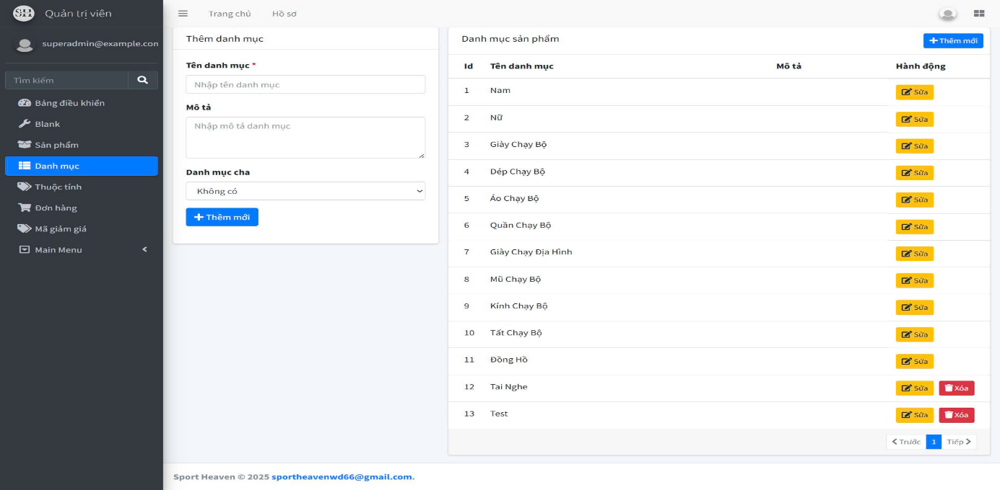 SH Quản trị viên
superadmin@example.con
Tìm kiếm
Bảng điều khiển
Blank
Sản phẩm
Danh mục
Thuộc tính
Đơn hàng
Mã giảm giá
Main Menu
Trang chủ Hồ sơ
Thêm danh mục
Tên danh mục *
Nhập tên danh mục
Mô tả
Nhập mô tả danh mục
Danh mục cha
Không có
Thêm mới
Danh mục sản phẩm Thêm mới
Id Tên danh mục Mô tả Hành động
1 Nam Sửa
2 Nữ Sửa
3 Giày Chạy Bộ Sửa
4 Dép Chạy Bộ Sửa
5 Áo Chạy Bộ Sửa
6 Quần Chạy Bộ Sửa
7 Giày Chạy Địa Hình Sửa
8 Mũ Chạy Bộ Sửa
9 Kính Chạy Bộ Sửa
10 Tất Chạy Bộ Sửa
11 Đồng Hồ Sửa
12 Tai Nghe Sửa Xóa
13 Test Sửa Xóa
Trước 1 Tiếp
Sport Heaven © 2025 sportheavenwd66@gmail.com.